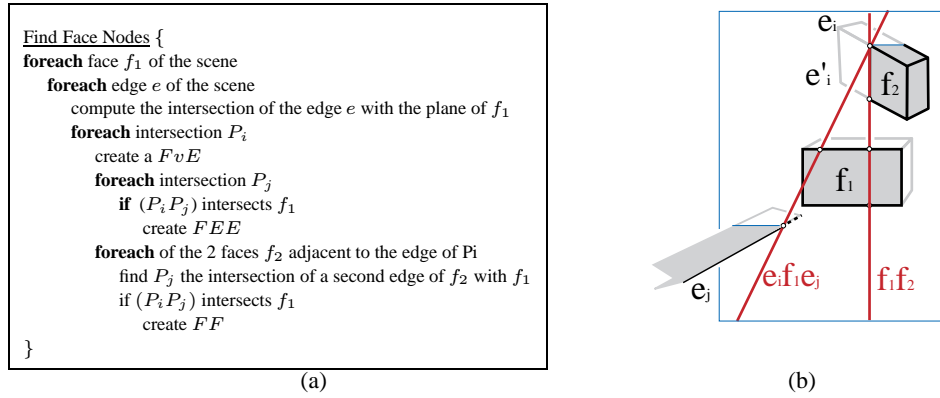 Find Face Nodes {
foreach face f₁ of the scene
foreach edge e of the scene
compute the intersection of the edge e with the plane of f₁
foreach intersection Pᵢ
create a FvE
foreach intersection Pⱼ
if (PᵢPⱼ) intersects f₁
create FEE
foreach of the 2 faces f₂ adjacent to the edge of Pi
find Pⱼ the intersection of a second edge of f₂ with f₁
if (PᵢPⱼ) intersects f₁
create FF
}
(a)
eᵢ
e'ᵢ
f₂
f₁
eⱼ
eᵢf₁eⱼ
f₁f₂
(b)